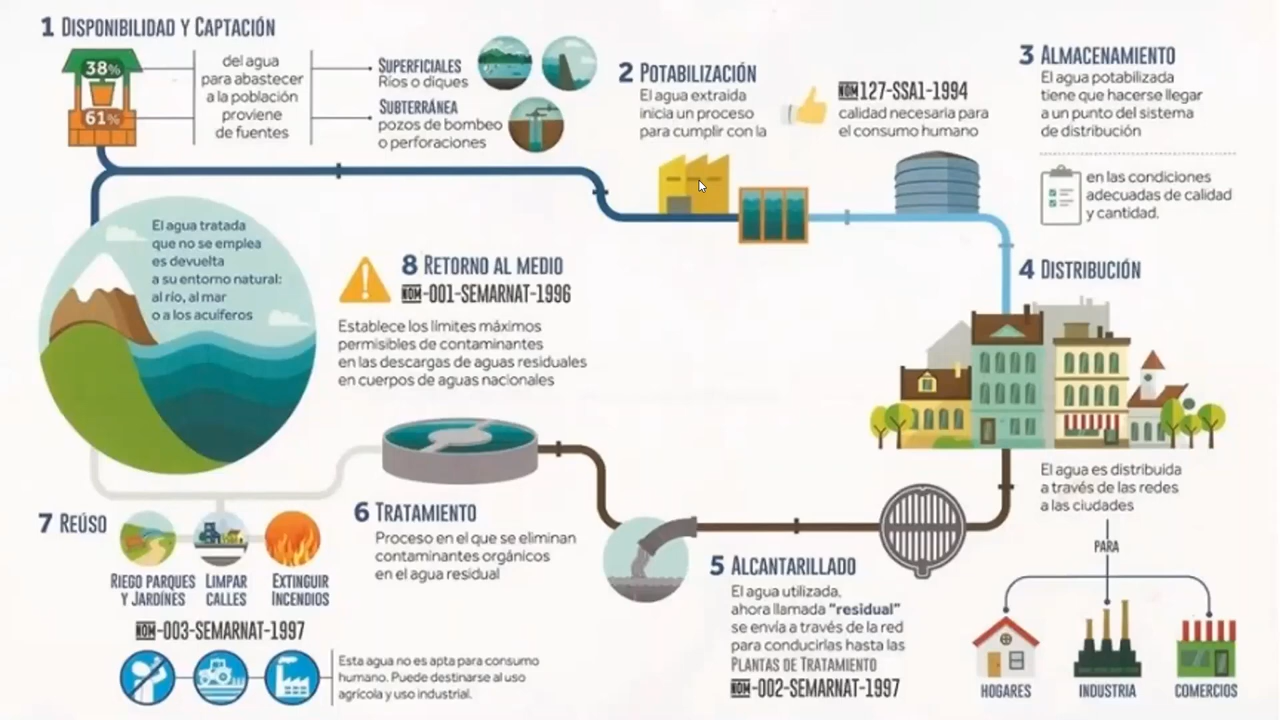 1 DISPONIBILIDAD Y CAPTACIÓN
38%
61%
del agua
para abastecer
a la población
proviene
de fuentes
SUPERFICIALES
Ríos o diques
SUBTERRÁNEA
pozos de bombeo
o perforaciones
2 POTABILIZACIÓN
El agua extraída
inicia un proceso
para cumplir con la
NOM 127-SSA1-1994
calidad necesaria para
el consumo humano
3 ALMACENAMIENTO
El agua potabilizada
tiene que hacerse llegar
a un punto del sistema
de distribución
en las condiciones
adecuadas de calidad
y cantidad.
4 DISTRIBUCIÓN
El agua es distribuida
a través de las redes
a las ciudades
PARA
HOGARES
INDUSTRIA
COMERCIOS
5 ALCANTARILLADO
El agua utilizada,
ahora llamada "residual"
se envía a través de la red
para conducirlas hasta las
PLANTAS DE TRATAMIENTO
NOM-002-SEMARNAT-1997
6 TRATAMIENTO
Proceso en el que se eliminan
contaminantes orgánicos
en el agua residual
7 REÚSO
RIEGO PARQUES
Y JARDÍNES
LIMPAR
CALLES
EXTINGUIR
INCENDIOS
NOM-003-SEMARNAT-1997
Esta agua no es apta para consumo
humano. Puede destinarse al uso
agrícola y uso industrial.
8 RETORNO AL MEDIO
NOM-001-SEMARNAT-1996
Establece los límites máximos
permisibles de contaminantes
en las descargas de aguas residuales
en cuerpos de aguas nacionales
El agua tratada
que no se emplea
es devuelta
a su entorno natural:
al río, al mar
o a los acuíferos